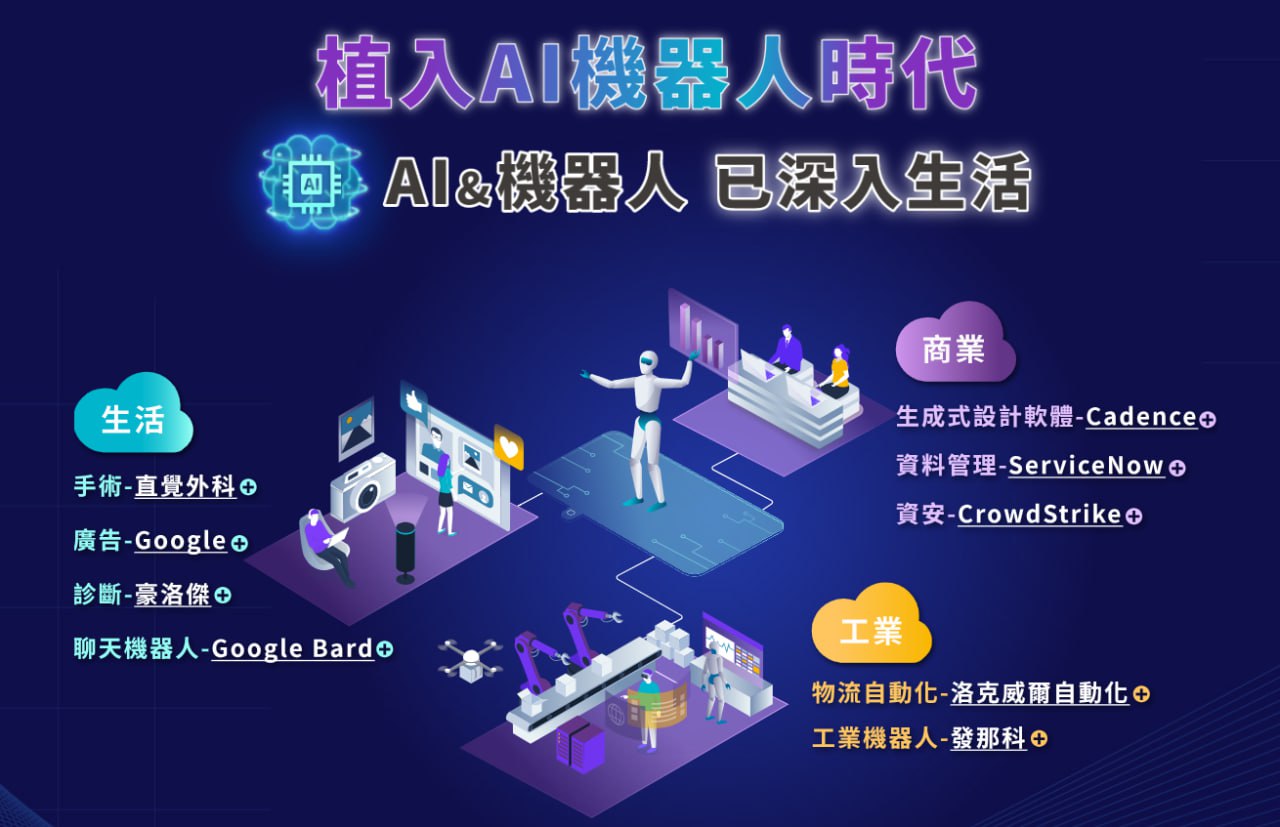 植入AI機器人時代
AI
AI&機器人 已深入生活
生活
手術-直覺外科
廣告-Google
診斷-豪洛傑
聊天機器人-Google Bard
商業
生成式設計軟體-Cadence
資料管理-ServiceNow
資安-CrowdStrike
工業
物流自動化-洛克威爾自動化
工業機器人-發那科